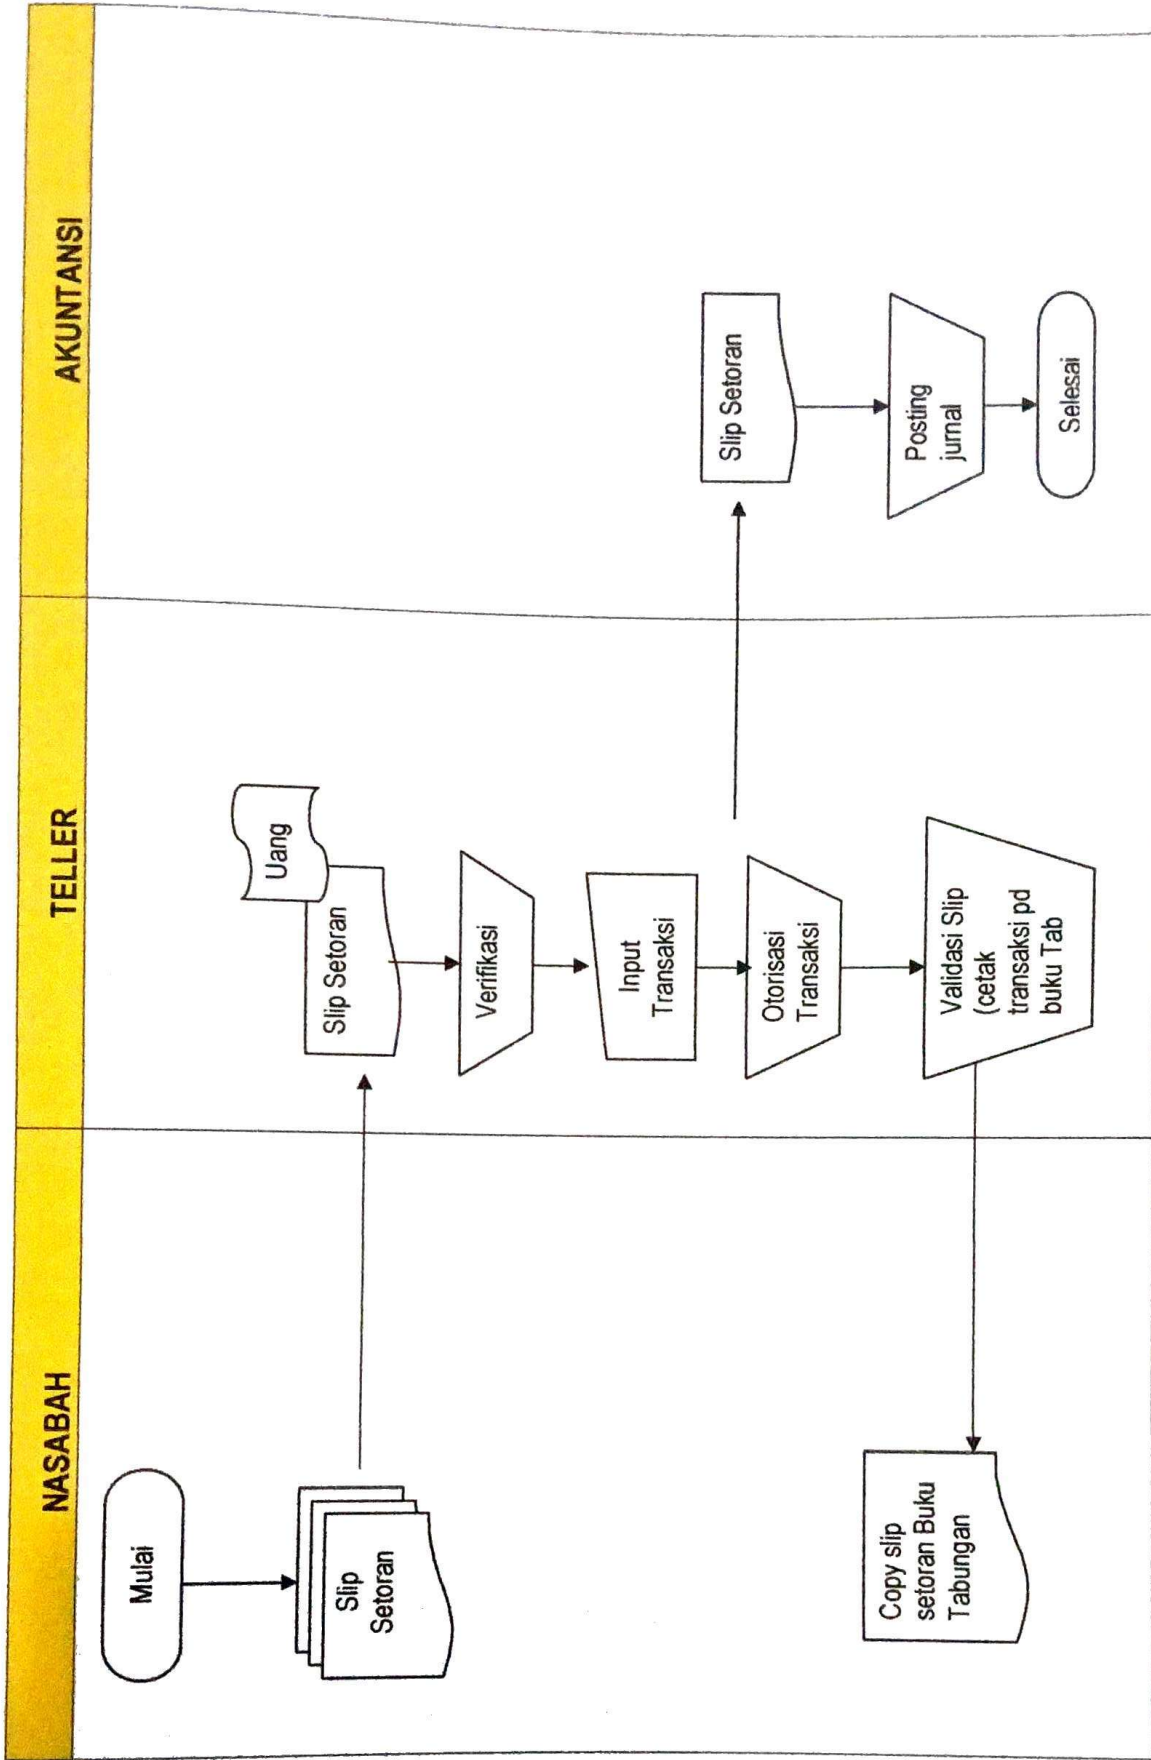 NASABAH
TELLER
AKUNTANSI
Mulai
Slip
Setoran
Uang
Slip Setoran
Verifikasi
Input
Transaksi
Otorisasi
Transaksi
Validasi Slip
(cetak
transaksi pd
buku Tab
Copy slip
setoran Buku
Tabungan
Slip Setoran
Posting
jurnal
Selesai